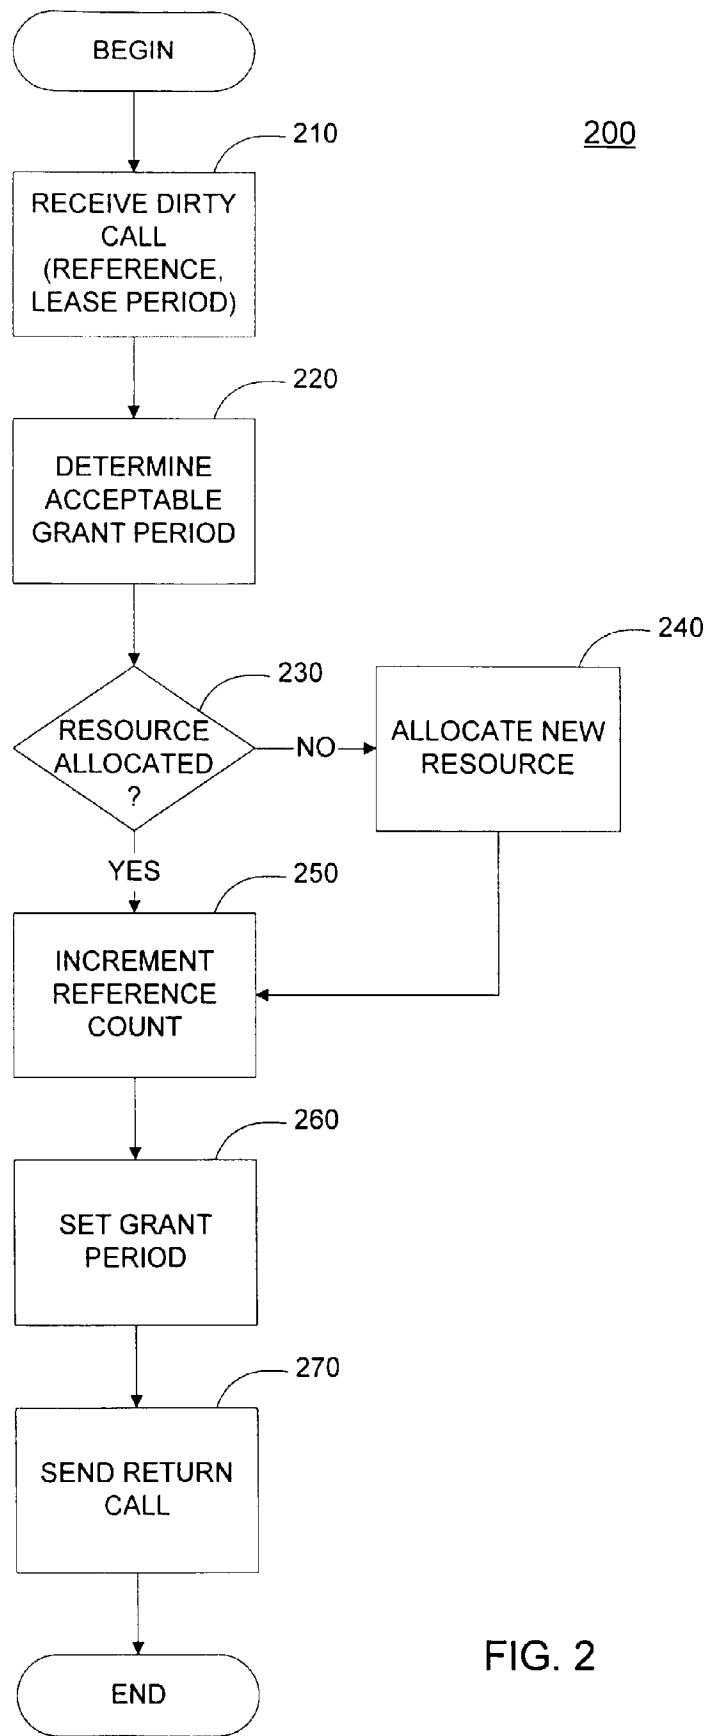 BEGIN
210
200
RECEIVE DIRTY
CALL
(REFERENCE,
LEASE PERIOD)
220
DETERMINE
ACCEPTABLE
GRANT PERIOD
230
240
RESOURCE
ALLOCATED
?
NO
ALLOCATE NEW
RESOURCE
YES
250
INCREMENT
REFERENCE
COUNT
260
SET GRANT
PERIOD
270
SEND RETURN
CALL
END
FIG. 2